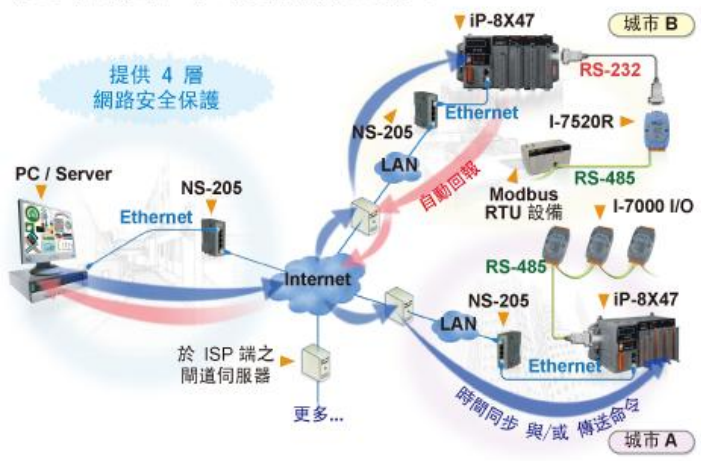 iP-8X47
城市 B
提供 4 層
網路安全保護
RS-232
NS-205
Ethernet
I-7520R
LAN
自動回報
RS-485
Modbus
RTU 設備
PC / Server
NS-205
Ethernet
I-7000 I/O
RS-485
Internet
NS-205
iP-8X47
LAN
於 ISP 端之
閘道伺服器
Ethernet
更多...
時間同步 與/或 傳送命令
城市 A